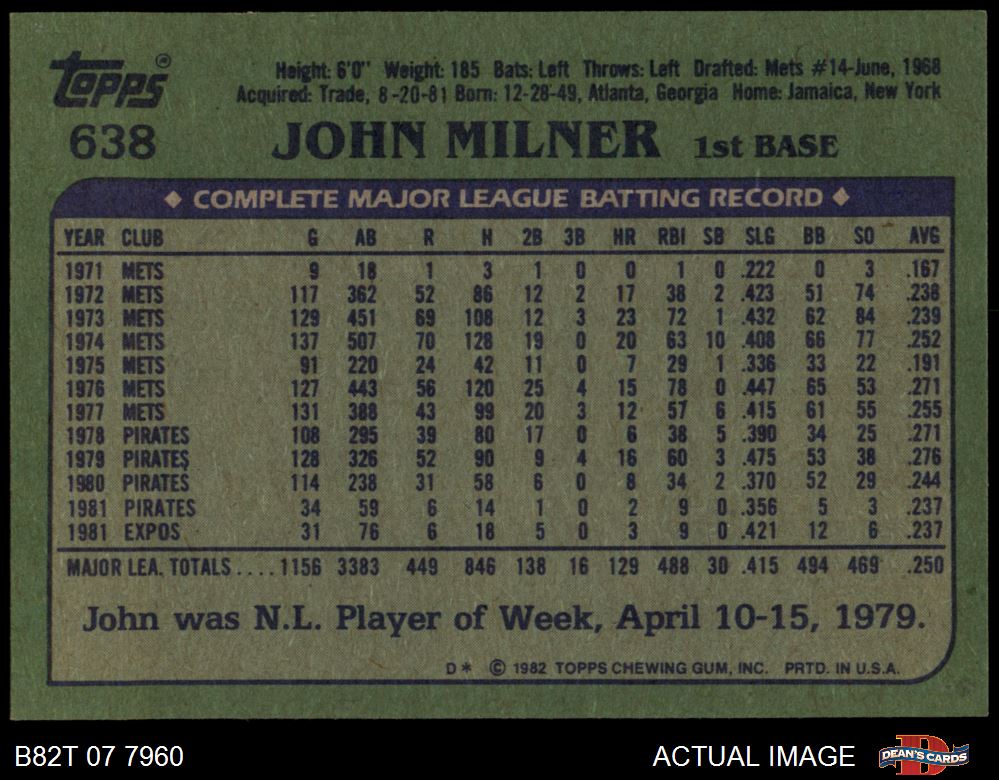 Topps®
Height: 6'0" Weight: 185 Bats: Left Throws: Left Drafted: Mets #14-June, 1968
Acquired: Trade, 8-20-81 Born: 12-28-49, Atlanta, Georgia Home: Jamaica, New York
638 JOHN MILNER 1st BASE
♦ COMPLETE MAJOR LEAGUE BATTING RECORD ♦
YEAR CLUB G AB R H 2B 3B HR RBI SB SLG BB SO AVG
1971 METS 9 18 1 3 1 0 0 1 0 .222 0 3 .167
1972 METS 117 362 52 86 12 2 17 38 2 .423 51 74 .238
1973 METS 129 451 69 108 12 3 23 72 1 .432 62 84 .239
1974 METS 137 507 70 128 19 0 20 63 10 .408 66 77 .252
1975 METS 91 220 24 42 11 0 7 29 1 .336 33 22 .191
1976 METS 127 443 56 120 25 4 15 78 0 .447 65 53 .271
1977 METS 131 388 43 99 20 3 12 57 6 .415 61 55 .255
1978 PIRATES 108 295 39 80 17 0 6 38 5 .390 34 25 .271
1979 PIRATES 128 326 52 90 9 4 16 60 3 .475 53 38 .276
1980 PIRATES 114 238 31 58 6 0 8 34 2 .370 52 29 .244
1981 PIRATES 34 59 6 14 1 0 2 9 0 .356 5 3 .237
1981 EXPOS 31 76 6 18 5 0 3 9 0 .421 12 6 .237
MAJOR LEA. TOTALS .... 1156 3383 449 846 138 16 129 488 30 .415 494 469 .250
John was N.L. Player of Week, April 10-15, 1979.
D* © 1982 TOPPS CHEWING GUM, INC. PRTD. IN U.S.A.
B82T 07 7960 ACTUAL IMAGE DEAN'S CARDS